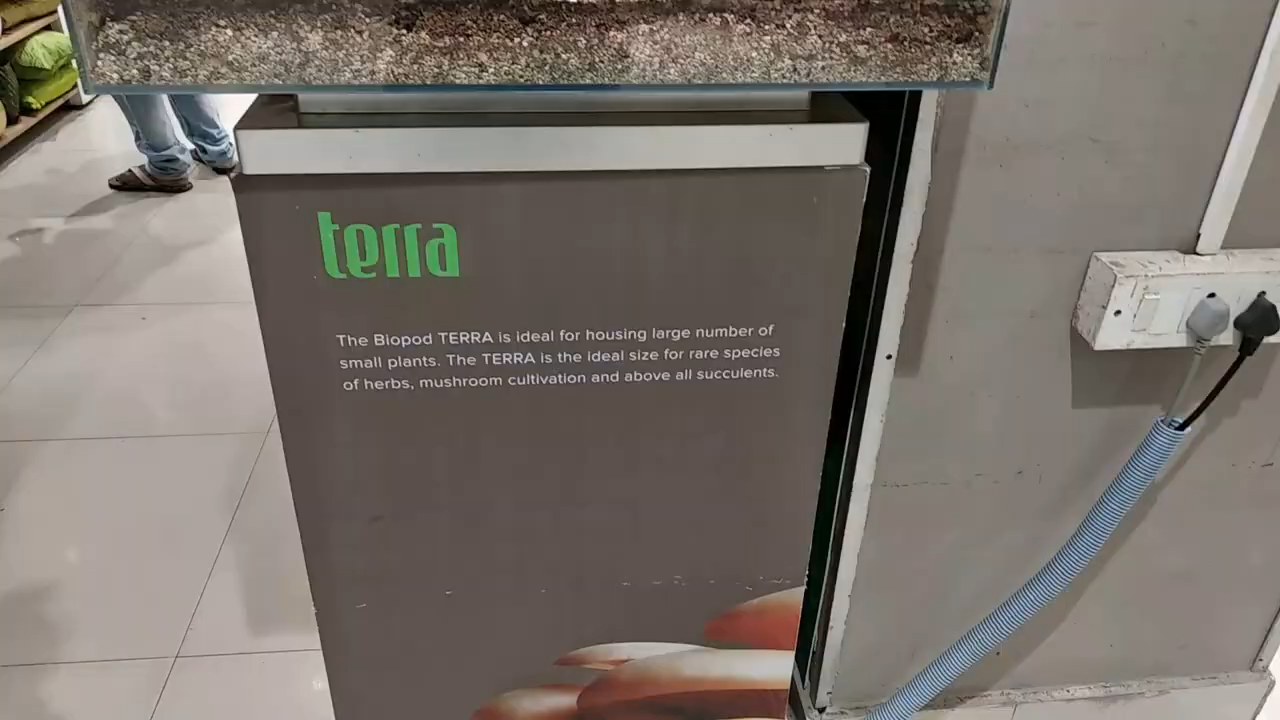 terra
The Biopod TERRA is ideal for housing large number of
small plants. The TERRA is the ideal size for rare species
of herbs, mushroom cultivation and above all succulents.